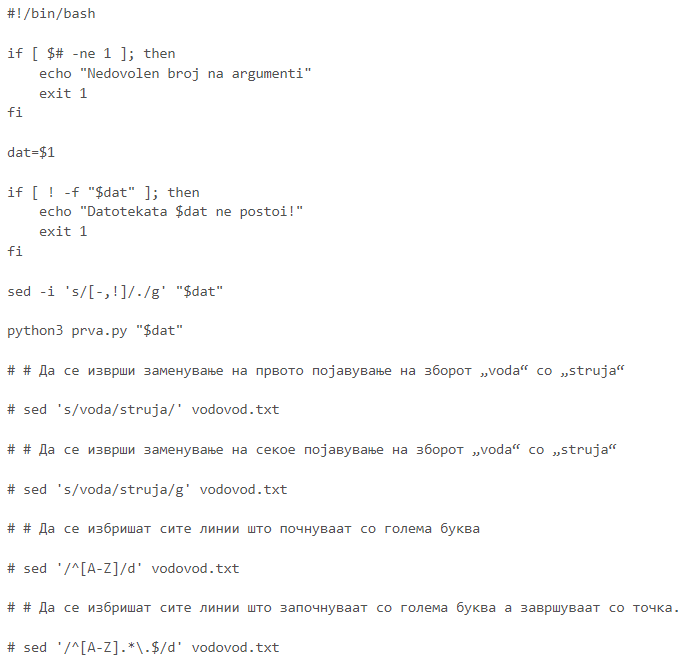 #!/bin/bash
if [ $# -ne 1 ]; then
    echo "Nedovolen broj na argumenti"
    exit 1
fi
dat=$1
if [ ! -f "$dat" ]; then
    echo "Datotekata $dat ne postoi!"
    exit 1
fi
sed -i 's/[-,!]/./g' "$dat"
python3 prva.py "$dat"
# # Да се изврши заменување на првото појавување на зборот „voda“ со „struja“
# sed 's/voda/struja/' vodovod.txt
# # Да се изврши заменување на секое појавување на зборот „voda“ со „struja“
# sed 's/voda/struja/g' vodovod.txt
# # Да се избришат сите линии што почнуваат со голема буква
# sed '/^[A-Z]/d' vodovod.txt
# # Да се избришат сите линии што започнуваат со голема буква а завршуваат со точка.
# sed '/^[A-Z].*\.$/d' vodovod.txt